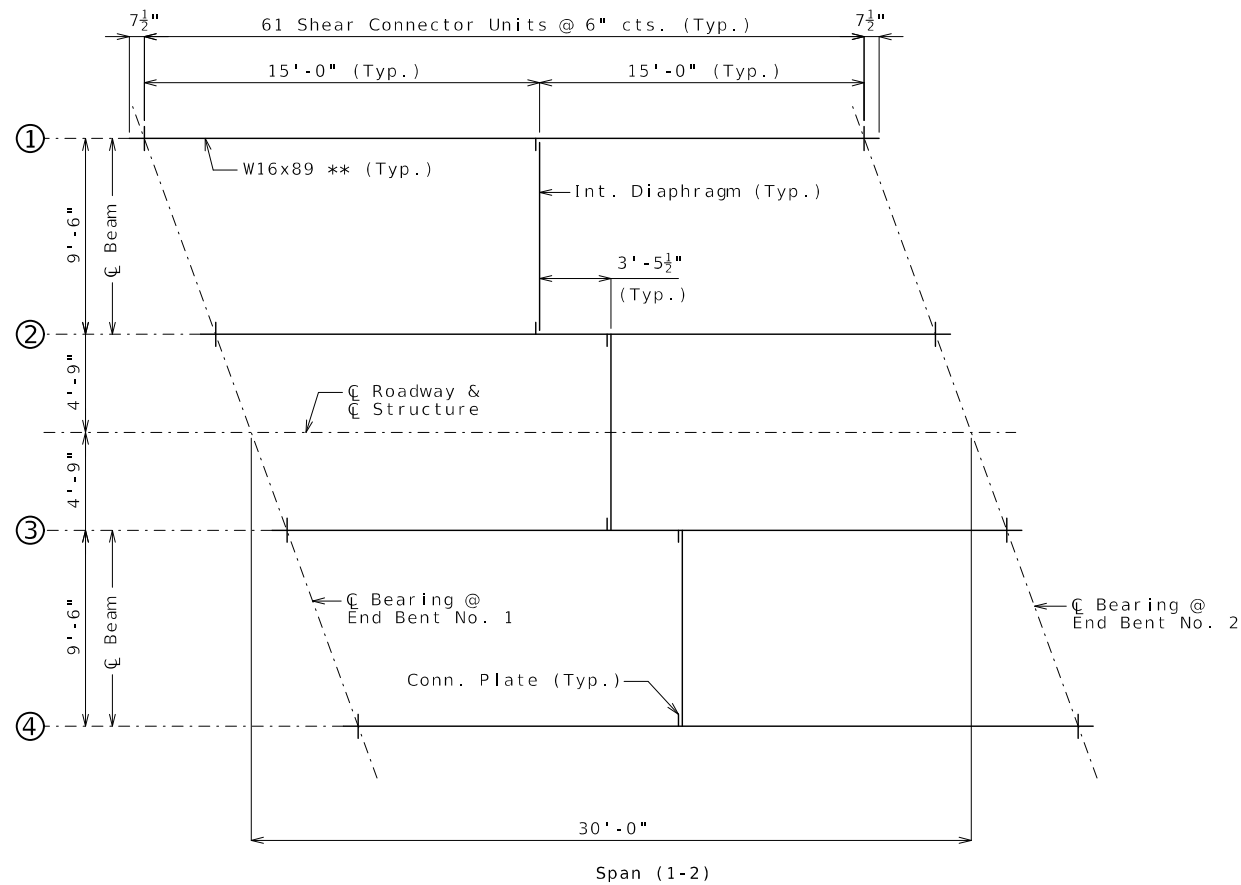 7½"
61 Shear Connector Units @ 6" cts. (Typ.)
7½"
15'-0" (Typ.)
15'-0" (Typ.)
1
W16x89 ** (Typ.)
Int. Diaphragm (Typ.)
9'-6"
℄ Beam
3'-5½"
(Typ.)
2
4'-9"
℄ Roadway &
℄ Structure
4'-9"
3
℄ Bearing @
End Bent No. 1
℄ Bearing @
End Bent No. 2
9'-6"
℄ Beam
Conn. Plate (Typ.)
4
30'-0"
Span (1-2)